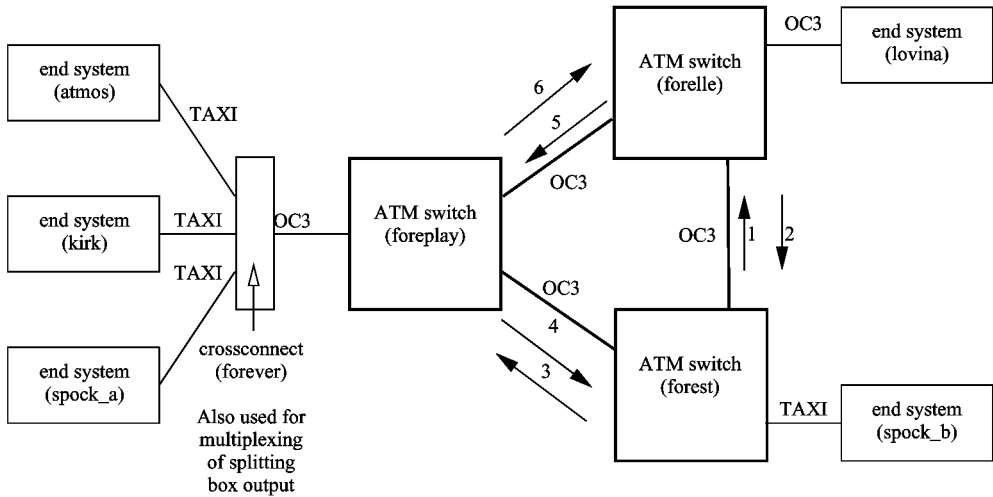 end system
(atmos)
TAXI
end system
(kirk)
TAXI
TAXI
end system
(spock_a)
crossconnect
(forever)
Also used for
multiplexing
of splitting
box output
OC3
ATM switch
(foreplay)
6
5
OC3
OC3
4
3
ATM switch
(forelle)
OC3
end system
(lovina)
OC3
1
2
ATM switch
(forest)
TAXI
end system
(spock_b)